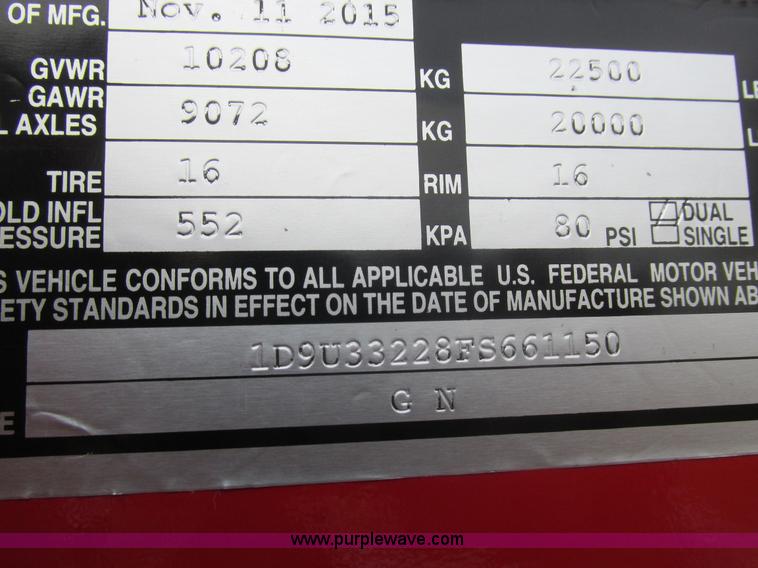 OF MFG. Nov. 11 2015
GVWR 10208 KG 22500
GAWR
AXLES 9072 KG 20000
TIRE 16 RIM 16
OLD INFL
ESSURE 552 KPA 80 PSI DUAL
SINGLE
S VEHICLE CONFORMS TO ALL APPLICABLE U.S. FEDERAL MOTOR VEH
ETY STANDARDS IN EFFECT ON THE DATE OF MANUFACTURE SHOWN AB
1D9U33228FS661150
E G N
www.purplewave.com